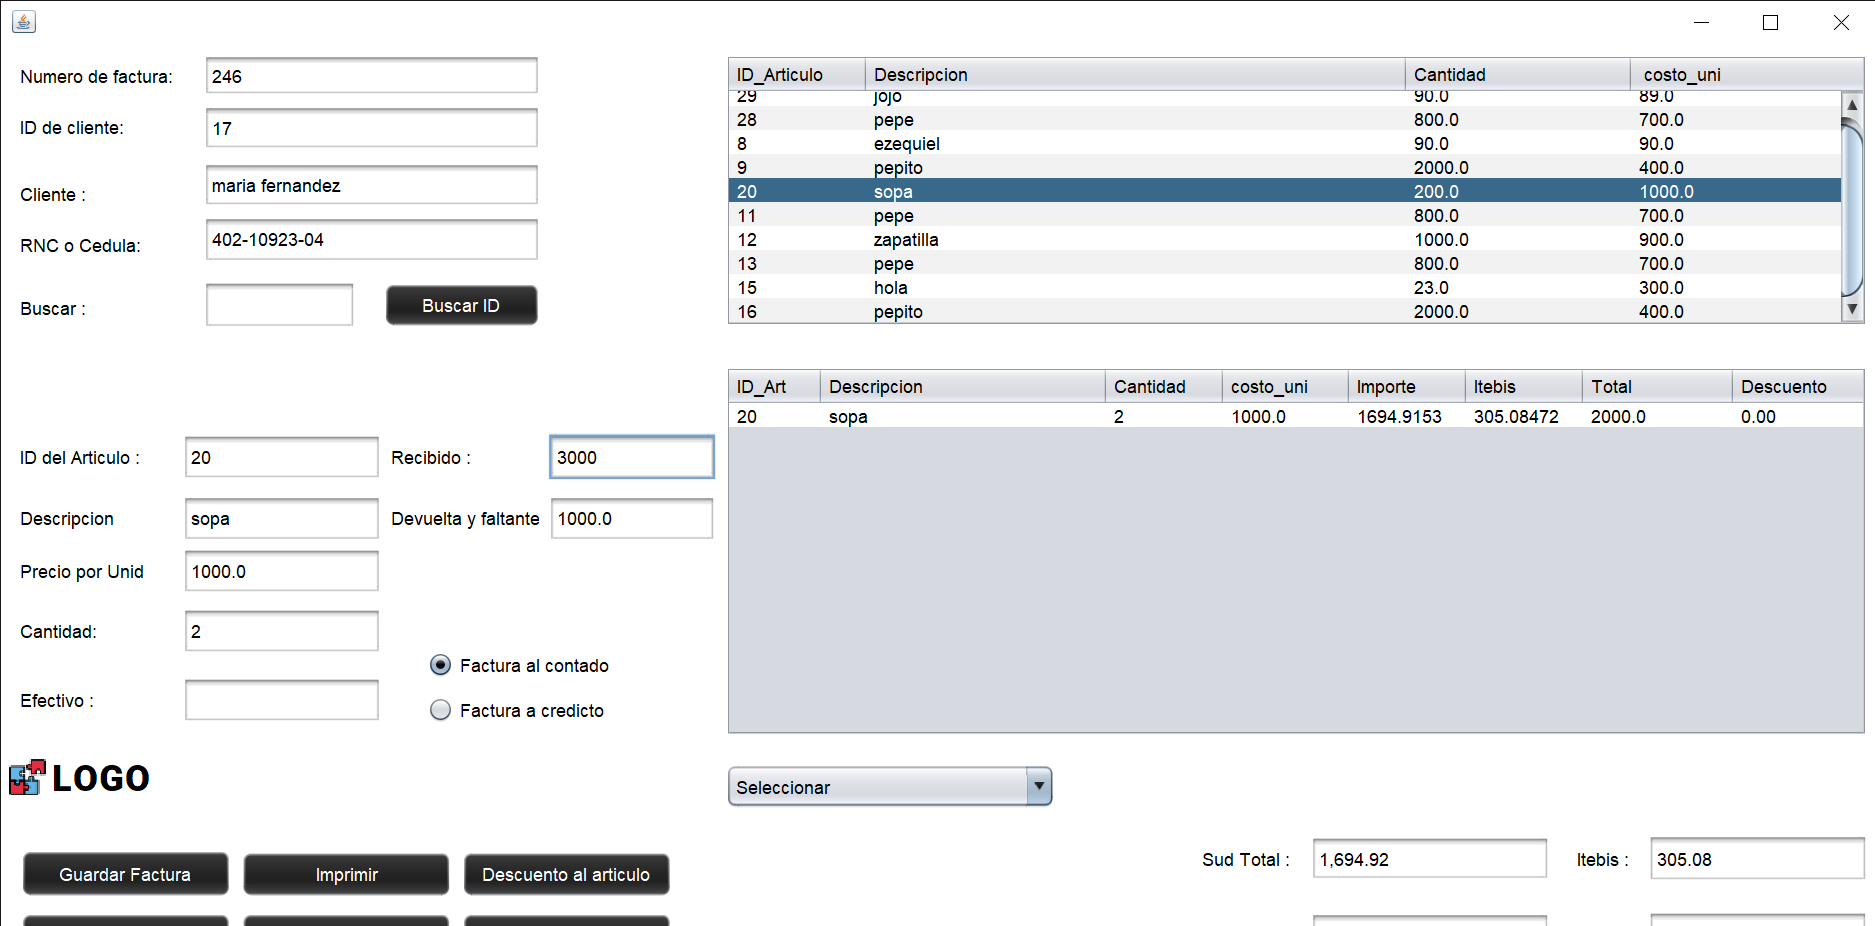 Numero de factura: 246
ID de cliente: 17
Cliente : maria fernandez
RNC o Cedula: 402-10923-04
Buscar : Buscar ID
ID_Articulo Descripcion Cantidad costo_uni
29 jojo 90.0 89.0
28 pepe 800.0 700.0
8 ezequiel 90.0 90.0
9 pepito 2000.0 400.0
20 sopa 200.0 1000.0
11 pepe 800.0 700.0
12 zapatilla 1000.0 900.0
13 pepe 800.0 700.0
15 hola 23.0 300.0
16 pepito 2000.0 400.0
ID_Art Descripcion Cantidad costo_uni Importe Itebis Total Descuento
20 sopa 2 1000.0 1694.9153 305.08472 2000.0 0.00
ID del Articulo : 20 Recibido : 3000
Descripcion sopa Devuelta y faltante 1000.0
Precio por Unid 1000.0
Cantidad: 2
Factura al contado
Efectivo :
Factura a credicto
LOGO
Seleccionar
Guardar Factura Imprimir Descuento al articulo
Sud Total : 1,694.92 Itebis : 305.08